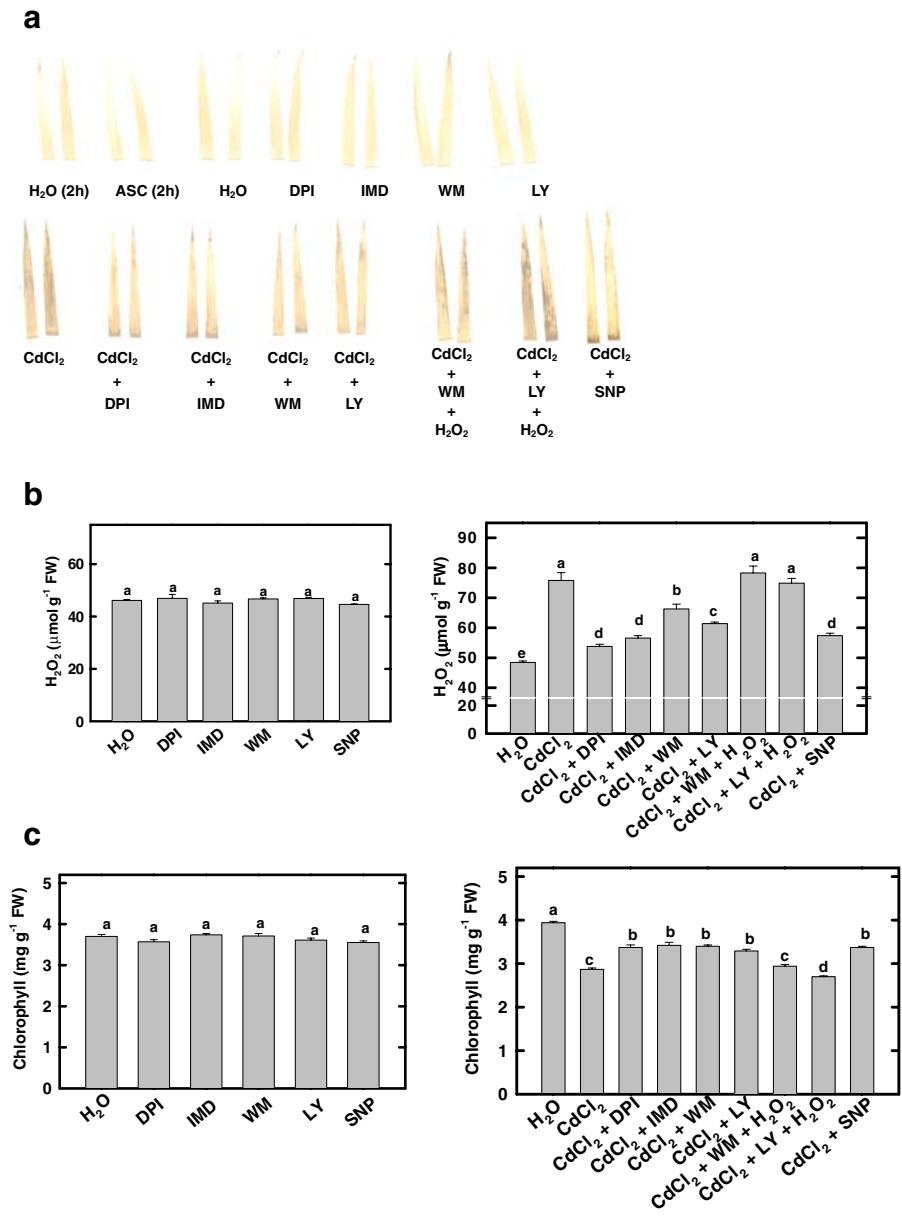 a
H₂O (2h) ASC (2h) H₂O DPI IMD WM LY
CdCl₂ CdCl₂ CdCl₂ CdCl₂ CdCl₂ CdCl₂ CdCl₂ CdCl₂
+ + + + + + +
DPI IMD WM LY WM LY SNP
+ +
H₂O₂ H₂O₂
b
H₂O₂ (μmol g⁻¹ FW)
60
40
20
0
a a a a a a
H₂O DPI IMD WM LY SNP
H₂O₂ (μmol g⁻¹ FW)
90
80
70
60
50
40
20
0
e a d d b c a a d
H₂O CdCl₂ CdCl₂ + DPI CdCl₂ + IMD CdCl₂ + WM CdCl₂ + LY CdCl₂ + WM + H₂O₂ CdCl₂ + LY + H₂O₂ CdCl₂ + SNP
c
Chlorophyll (mg g⁻¹ FW)
5
4
3
2
1
0
a a a a a a
H₂O DPI IMD WM LY SNP
Chlorophyll (mg g⁻¹ FW)
5
4
3
2
1
0
a c b b b b c d b
H₂O CdCl₂ CdCl₂ + DPI CdCl₂ + IMD CdCl₂ + WM CdCl₂ + LY CdCl₂ + WM + H₂O₂ CdCl₂ + LY + H₂O₂ CdCl₂ + SNP